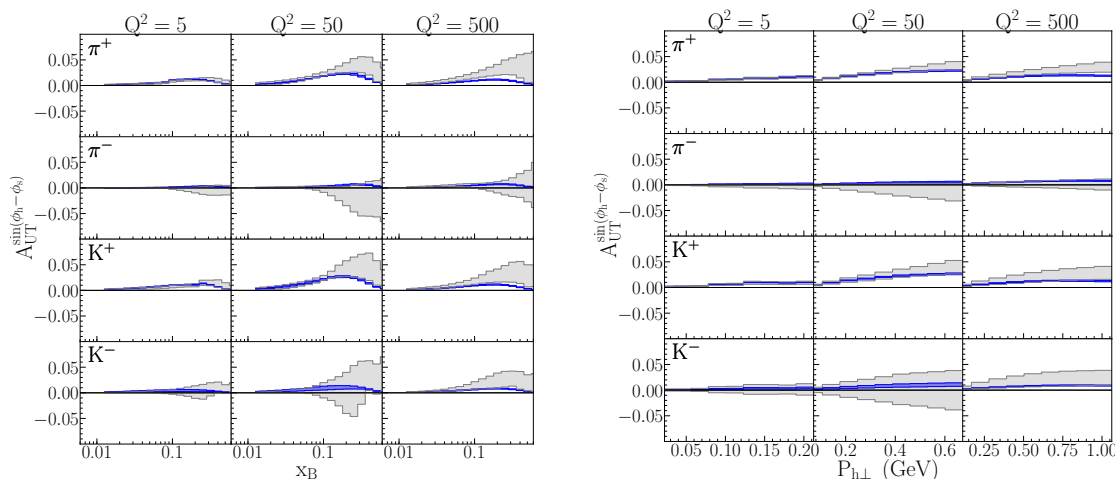 Q² = 5 Q² = 50 Q² = 500
π⁺
0.05
0.00
−0.05
π⁻
0.05
0.00
−0.05
K⁺
0.05
0.00
−0.05
K⁻
0.05
0.00
−0.05
A_UT^sin(φ_h−φ_s)
0.01 0.1 0.01 0.1 0.01 0.1
x_B
Q² = 5 Q² = 50 Q² = 500
π⁺
0.05
0.00
−0.05
π⁻
0.05
0.00
−0.05
K⁺
0.05
0.00
−0.05
K⁻
0.05
0.00
−0.05
A_UT^sin(φ_h−φ_s)
0.05 0.10 0.15 0.20 0.2 0.4 0.6 0.25 0.50 0.75 1.00
P_h⊥ (GeV)